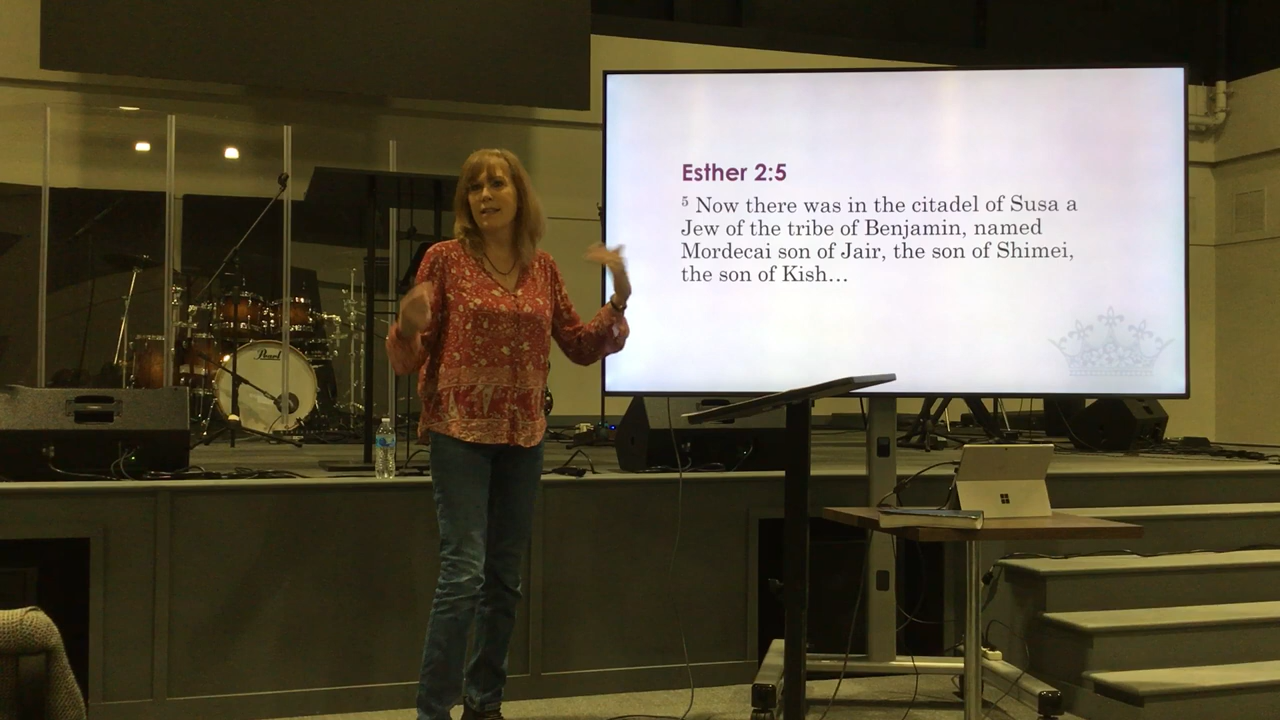 Esther 2:5
⁵ Now there was in the citadel of Susa a
Jew of the tribe of Benjamin, named
Mordecai son of Jair, the son of Shimei,
the son of Kish…
Pearl